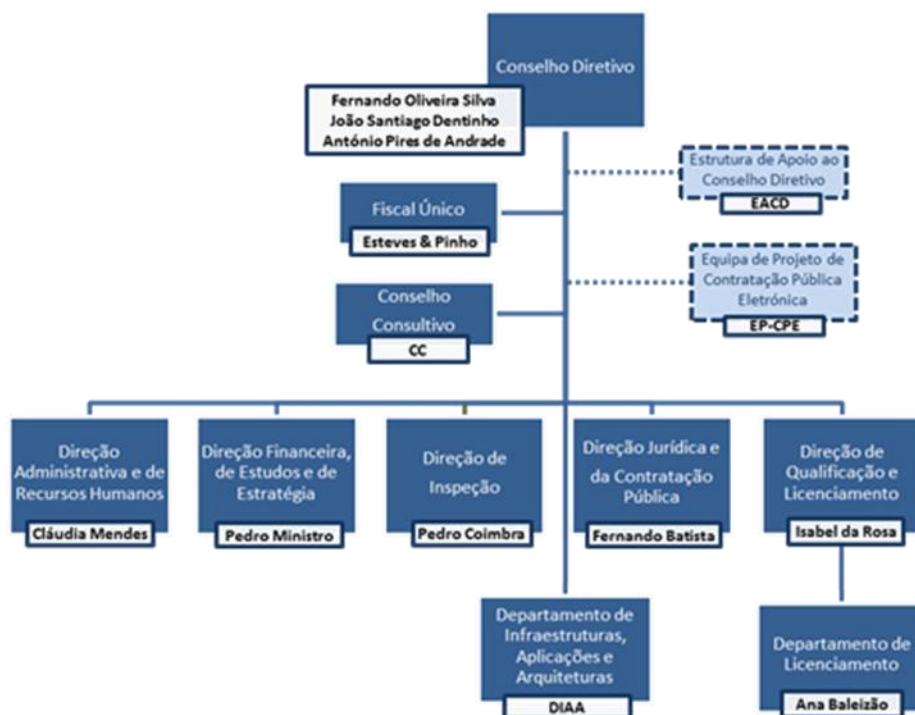 Conselho Diretivo
Fernando Oliveira Silva
João Santiago Dentinho
António Pires de Andrade
Estrutura de Apoio ao
Conselho Diretivo
EACD
Fiscal Único
Esteves & Pinho
Equipa de Projeto de
Contratação Pública
Eletrónica
EP-CPE
Conselho
Consultivo
CC
Direção
Administrativa e de
Recursos Humanos
Cláudia Mendes
Direção Financeira,
de Estudos e de
Estratégia
Pedro Ministro
Direção de
Inspeção
Pedro Coimbra
Direção Jurídica e
da Contratação
Pública
Fernando Batista
Direção de
Qualificação e
Licenciamento
Isabel da Rosa
Departamento de
Infraestruturas,
Aplicações e
Arquiteturas
DIAA
Departamento de
Licenciamento
Ana Baleizão